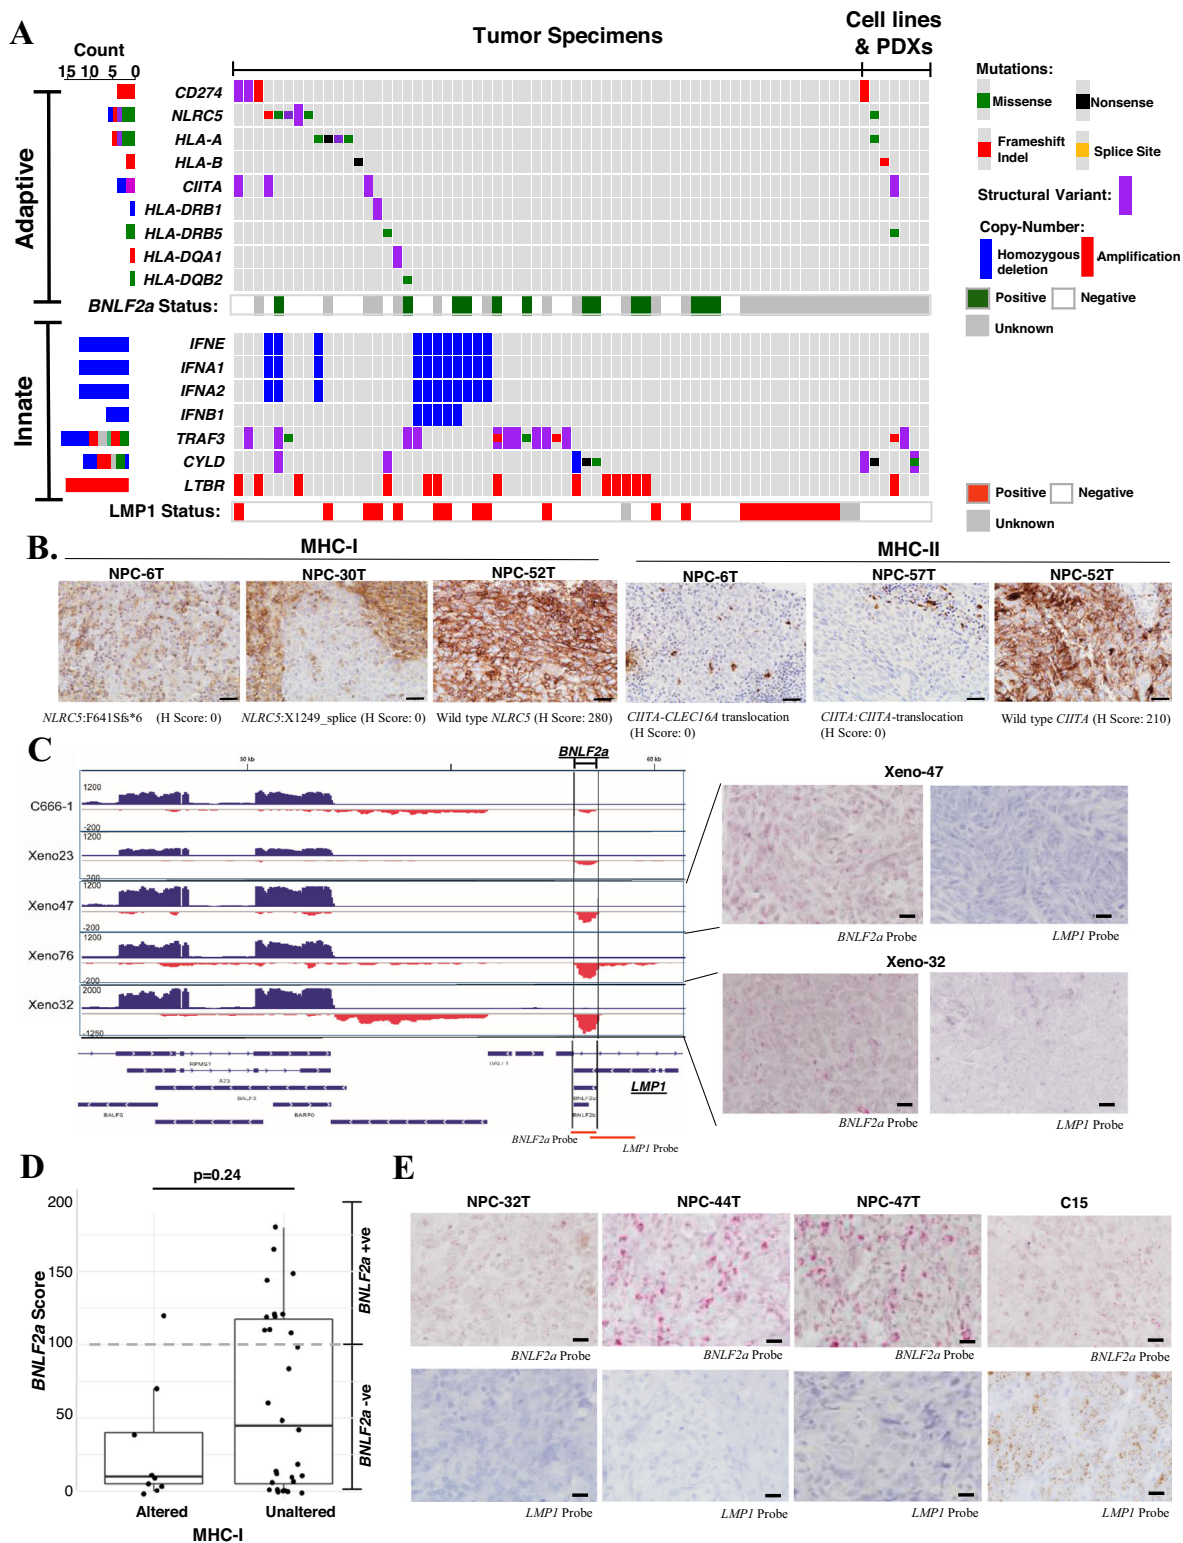 A
Count
15 10 5 0
Tumor Specimens
Cell lines
& PDXs
Adaptive
CD274
NLRC5
HLA-A
HLA-B
CIITA
HLA-DRB1
HLA-DRB5
HLA-DQA1
HLA-DQB2
BNLF2a Status:
Innate
IFNE
IFNA1
IFNA2
IFNB1
TRAF3
CYLD
LTBR
LMP1 Status:
Mutations:
Missense
Nonsense
Frameshift
Indel
Splice Site
Structural Variant:
Copy-Number:
Homozygous
deletion
Amplification
Positive
Negative
Unknown
Positive
Negative
Unknown
B.
MHC-I
MHC-II
NPC-6T
NPC-30T
NPC-52T
NPC-6T
NPC-57T
NPC-52T
NLRC5:F641Sfs*6 (H Score: 0)
NLRC5:X1249_splice (H Score: 0)
Wild type NLRC5 (H Score: 280)
CIITA-CLEC16A translocation
(H Score: 0)
CIITA:CIITA-translocation
(H Score: 0)
Wild type CIITA (H Score: 210)
C
BNLF2a
50 kb
60 kb
C666-1
1200
-200
Xeno23
1200
-200
Xeno47
1200
-200
Xeno76
1200
-200
Xeno32
2000
-1250
RPMS1
A73
BALF3
BALF5
BARF0
LMP1
BNLF2a
BNLF2b
BNLF2a Probe
LMP1 Probe
Xeno-47
BNLF2a Probe
LMP1 Probe
Xeno-32
BNLF2a Probe
LMP1 Probe
D
p=0.24
BNLF2a Score
200
150
100
50
0
BNLF2a +ve
BNLF2a -ve
Altered
Unaltered
MHC-I
E
NPC-32T
NPC-44T
NPC-47T
C15
BNLF2a Probe
BNLF2a Probe
BNLF2a Probe
BNLF2a Probe
LMP1 Probe
LMP1 Probe
LMP1 Probe
LMP1 Probe